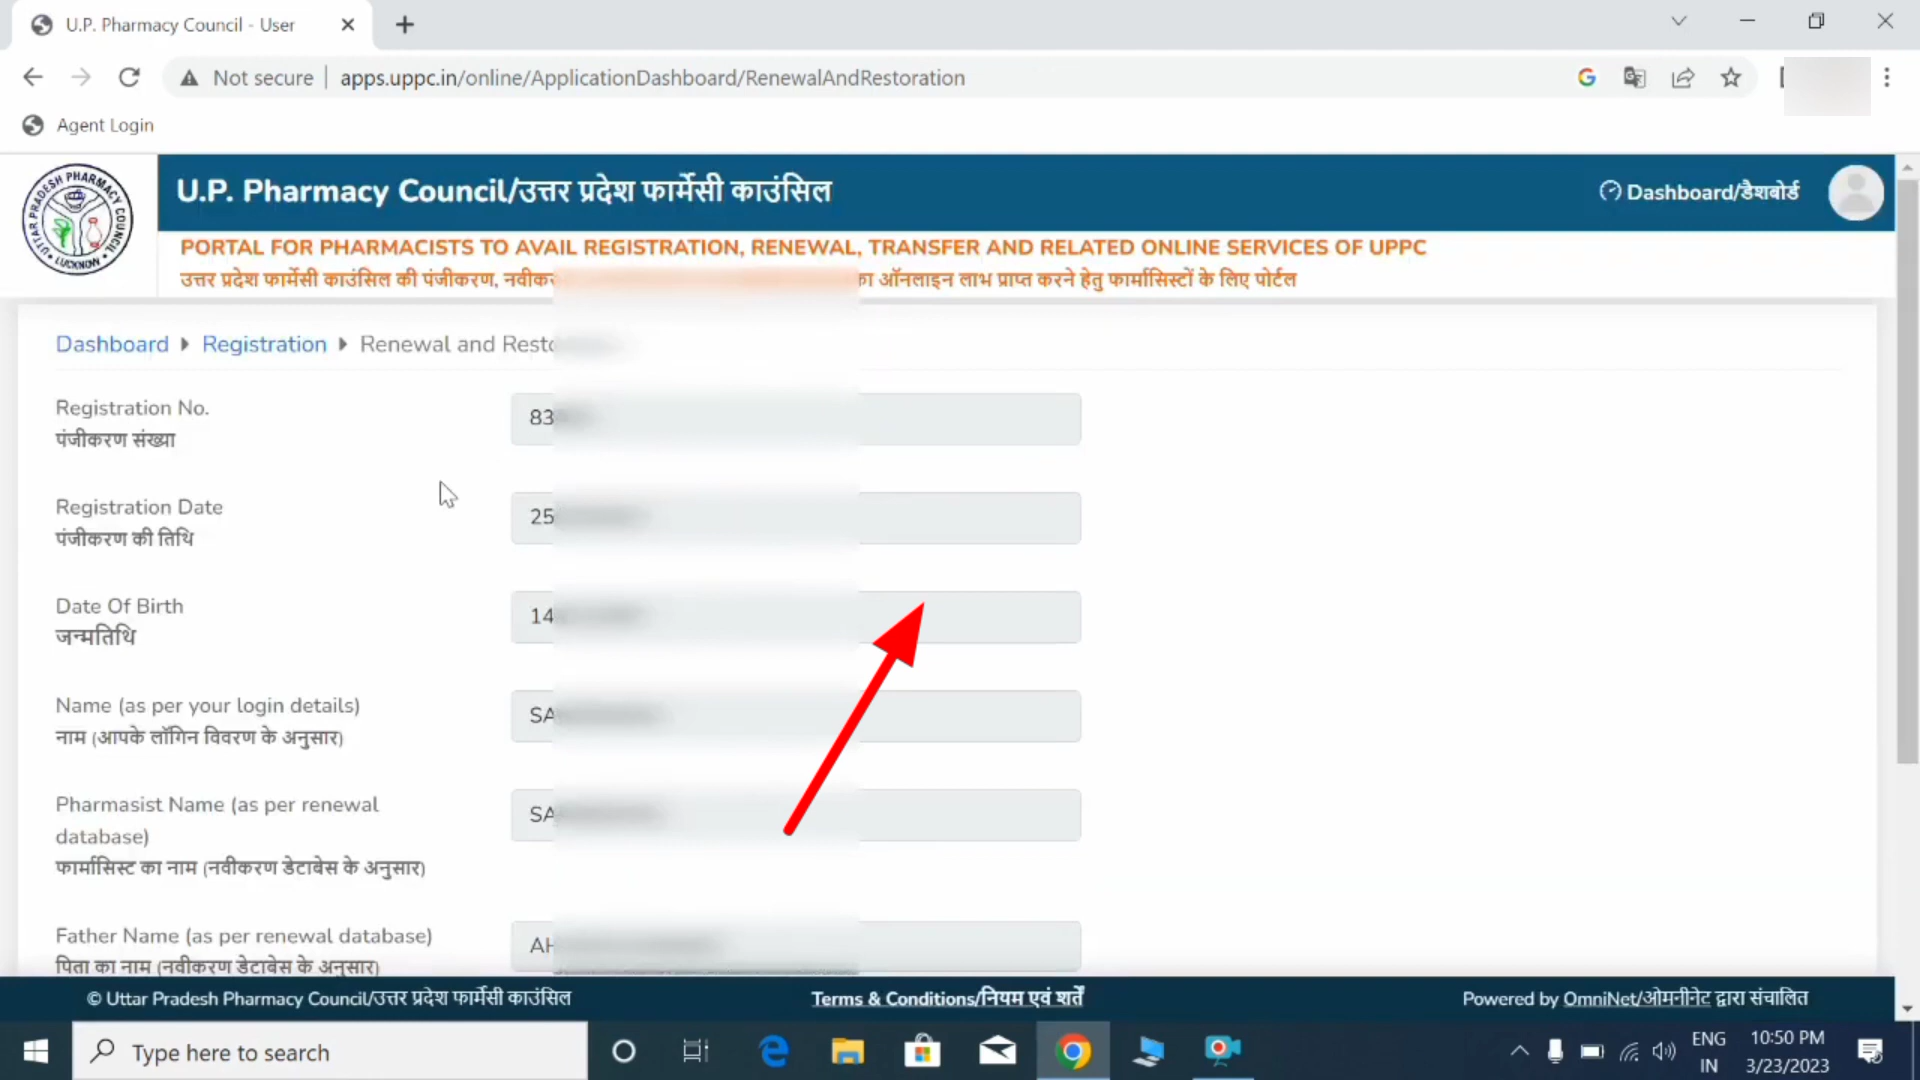 U.P. Pharmacy Council - User
Not secure
apps.uppc.in/online/ApplicationDashboard/RenewalAndRestoration
Agent Login
UTTAR PRADESH PHARMACY COUNCIL
LUCKNOW
U.P. Pharmacy Council/उत्तर प्रदेश फार्मेसी काउंसिल
Dashboard/डैशबोर्ड
PORTAL FOR PHARMACISTS TO AVAIL REGISTRATION, RENEWAL, TRANSFER AND RELATED ONLINE SERVICES OF UPPC
उत्तर प्रदेश फार्मेसी काउंसिल की पंजीकरण, ऑनलाइन लाभ प्राप्त करने हेतु फार्मासिस्टों के लिए पोर्टल
Dashboard Registration Renewal and
Registration No.
पंजीकरण संख्या
83
Registration Date
पंजीकरण की तिथि
25
Date Of Birth
जन्मतिथि
14
Name (as per your login details)
नाम (आपके लॉगिन विवरण के अनुसार)
SA
Pharmasist Name (as per renewal
database)
फार्मासिस्ट का नाम (नवीकरण डेटाबेस के अनुसार)
SA
Father Name (as per renewal database)
पिता का नाम (नवीकरण डेटाबेस के अनुसार)
AH
© Uttar Pradesh Pharmacy Council/उत्तर प्रदेश फार्मेसी काउंसिल
Terms & Conditions/नियम एवं शर्तें
Powered by OmniNet/ओमनीनेट द्वारा संचालित
Type here to search
ENG
IN
10:50 PM
3/23/2023